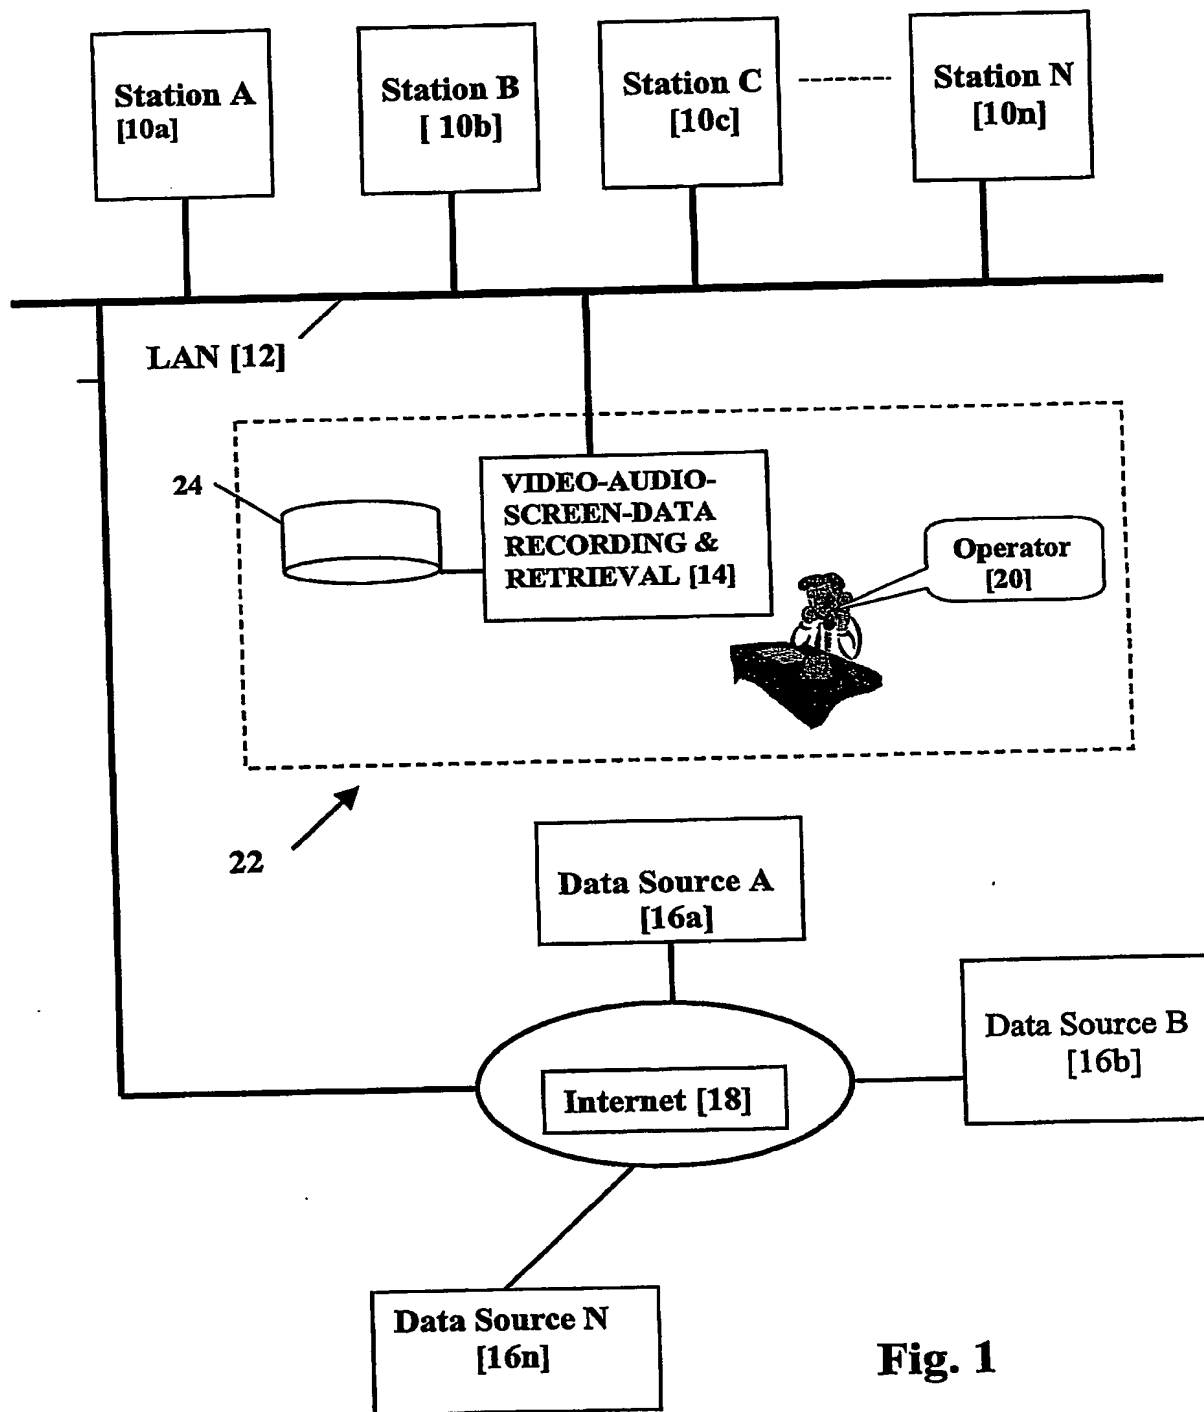 Station A
[10a]
Station B
[ 10b]
Station C
[10c]
Station N
[10n]
LAN [12]
24
VIDEO-AUDIO-
SCREEN-DATA
RECORDING &
RETRIEVAL [14]
Operator
[20]
22
Data Source A
[16a]
Data Source B
[16b]
Internet [18]
Data Source N
[16n]
Fig. 1